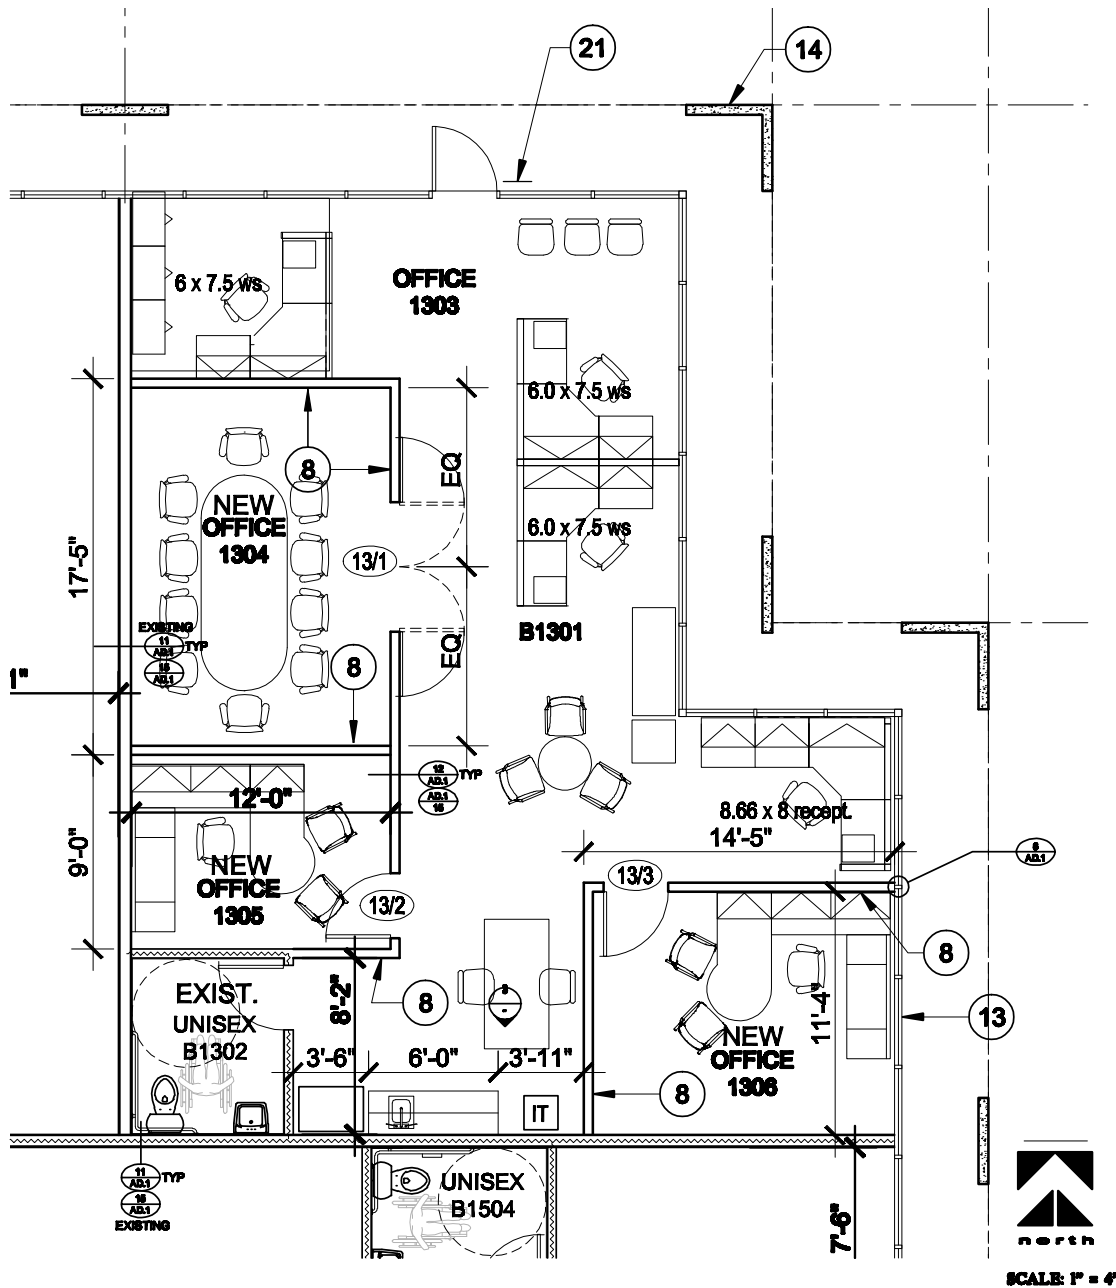 21
14
6 x 7.5 ws
OFFICE
1303
6.0 x 7.5 ws
8
EQ
NEW
OFFICE
1304
6.0 x 7.5 ws
13/1
17'-5"
B1301
EXISTING
11
AD.1
TYP
15
AD.1
EQ
8
1"
12
AD.1
TYP
AD.1
15
12'-0"
8.66 x 8 recept.
14'-5"
9'-0"
NEW
OFFICE
1305
13/2
13/3
6
AD.1
8
EXIST.
UNISEX
B1302
8'-2"
8
11'-4"
13
NEW
OFFICE
1306
3'-6"
6'-0"
3'-11"
8
IT
11
AD.1
TYP
15
AD.1
EXISTING
UNISEX
B1504
7'-6"
north
SCALE: 1" = 4'